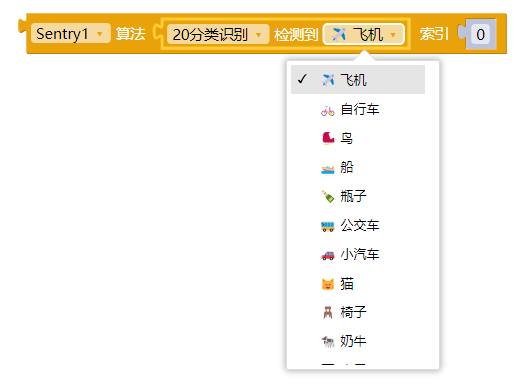 Sentry1 算法 20分类识别 检测到 飞机 索引 0
飞机
自行车
鸟
船
瓶子
公交车
小汽车
猫
椅子
奶牛